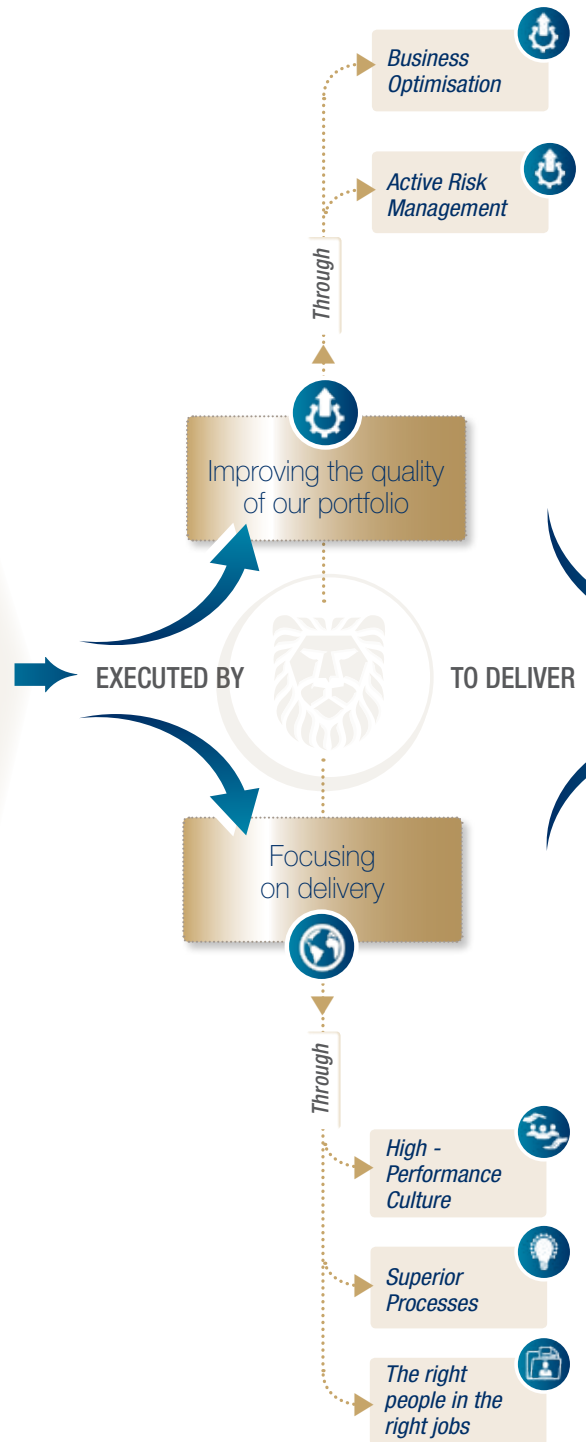 Business
Optimisation
Active Risk
Management
Through
Improving the quality
of our portfolio
EXECUTED BY
TO DELIVER
Focusing
on delivery
Through
High -
Performance
Culture
Superior
Processes
The right
people in the
right jobs